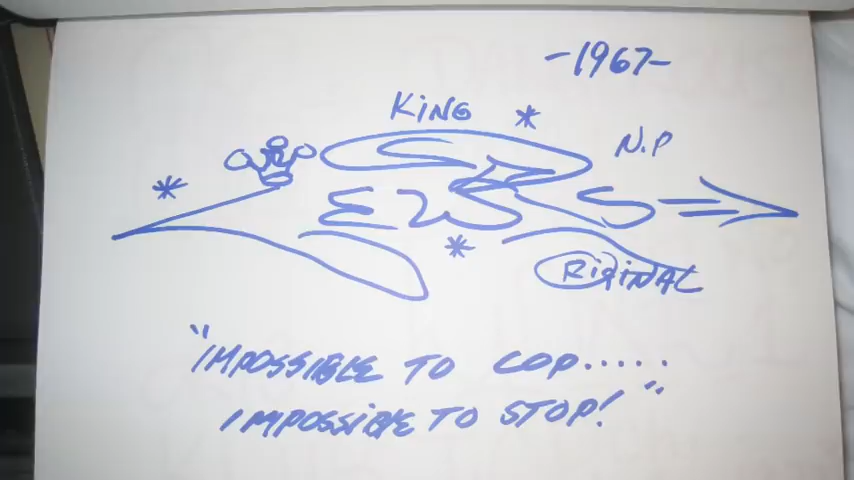 -1967-
KiNG
N.P
ORiGiNAL
"IMPOSSIBLE TO COP.....
IMPOSSIBLE TO STOP!"